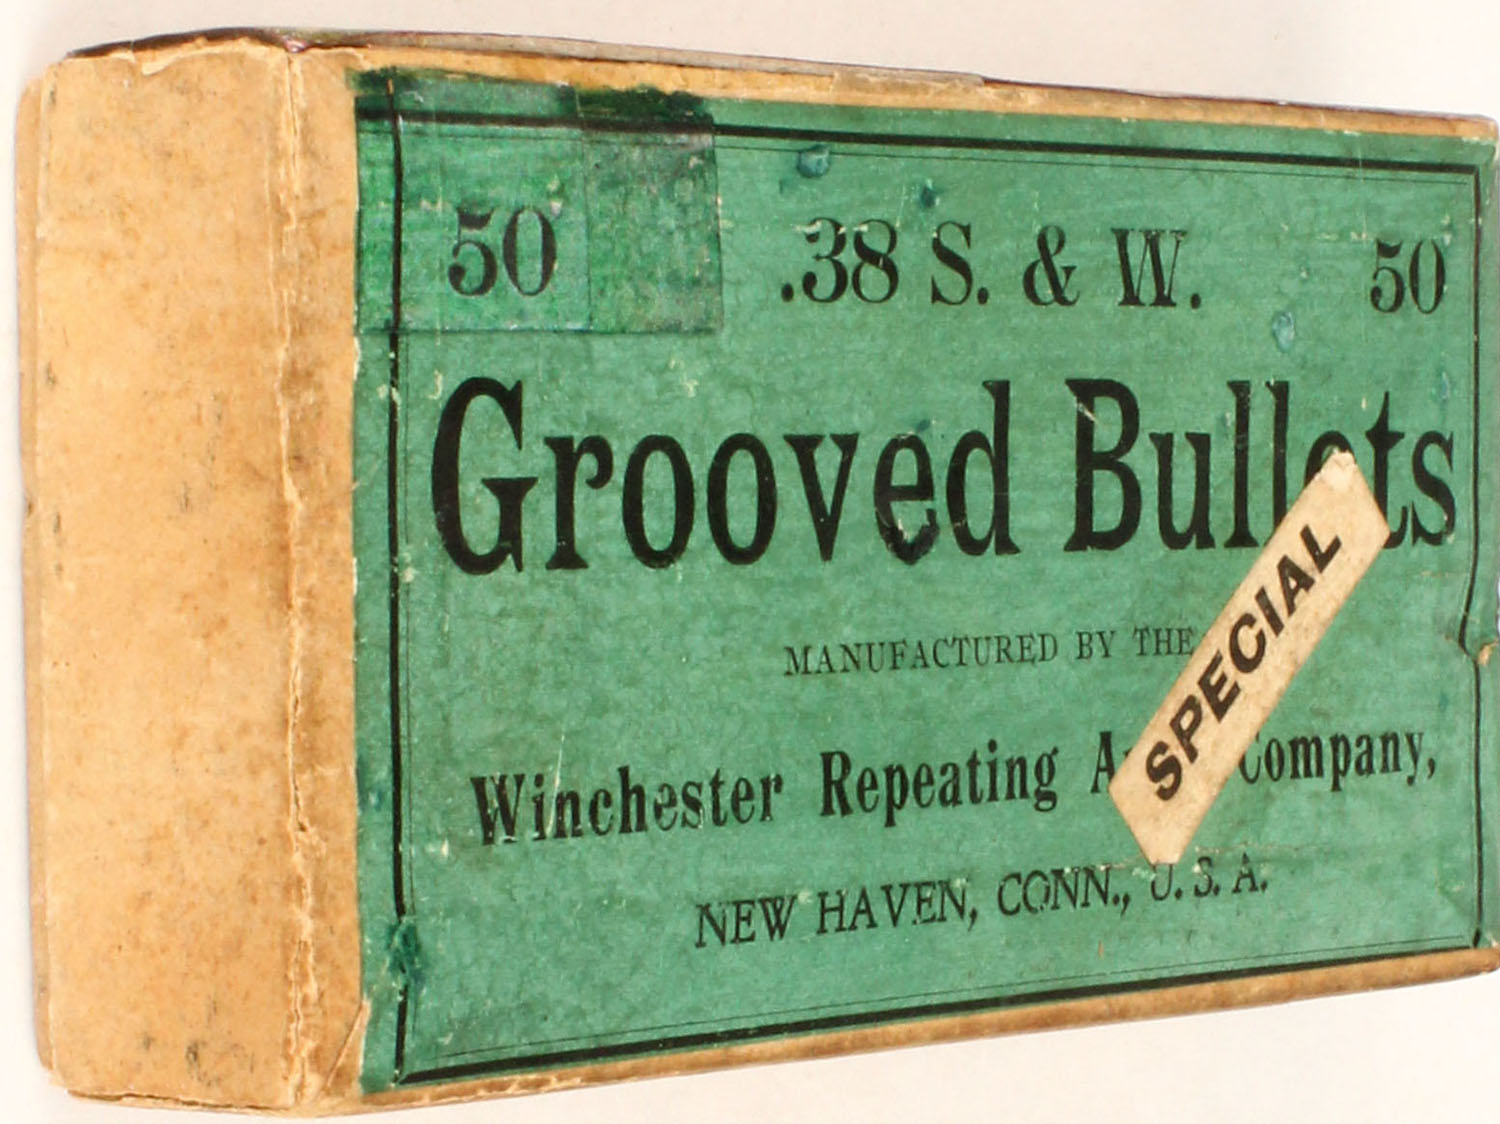 50 .38 S. & W. 50
Grooved Bullets
MANUFACTURED BY THE
SPECIAL
Winchester Repeating Company,
NEW HAVEN, CONN., U. S. A.